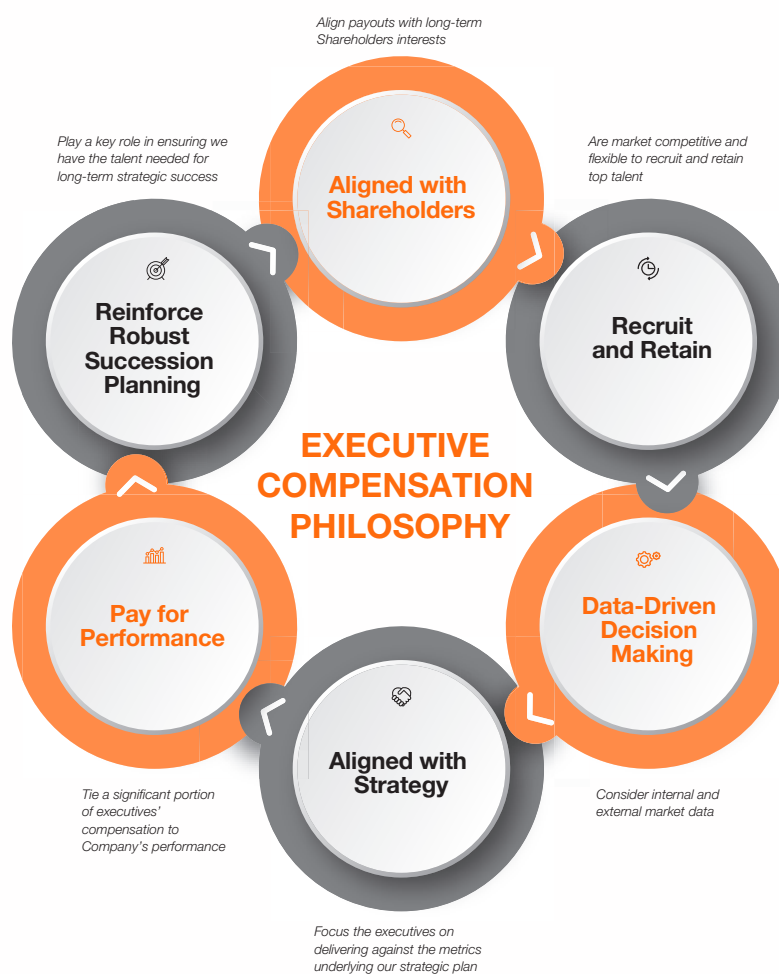 Align payouts with long-term
Shareholders interests
Aligned with
Shareholders
Are market competitive and
flexible to recruit and retain
top talent
Recruit
and Retain
Data-Driven
Decision
Making
Consider internal and
external market data
Aligned with
Strategy
Focus the executives on
delivering against the metrics
underlying our strategic plan
Pay for
Performance
Tie a significant portion
of executives'
compensation to
Company's performance
Play a key role in ensuring we
have the talent needed for
long-term strategic success
Reinforce
Robust
Succession
Planning
EXECUTIVE
COMPENSATION
PHILOSOPHY